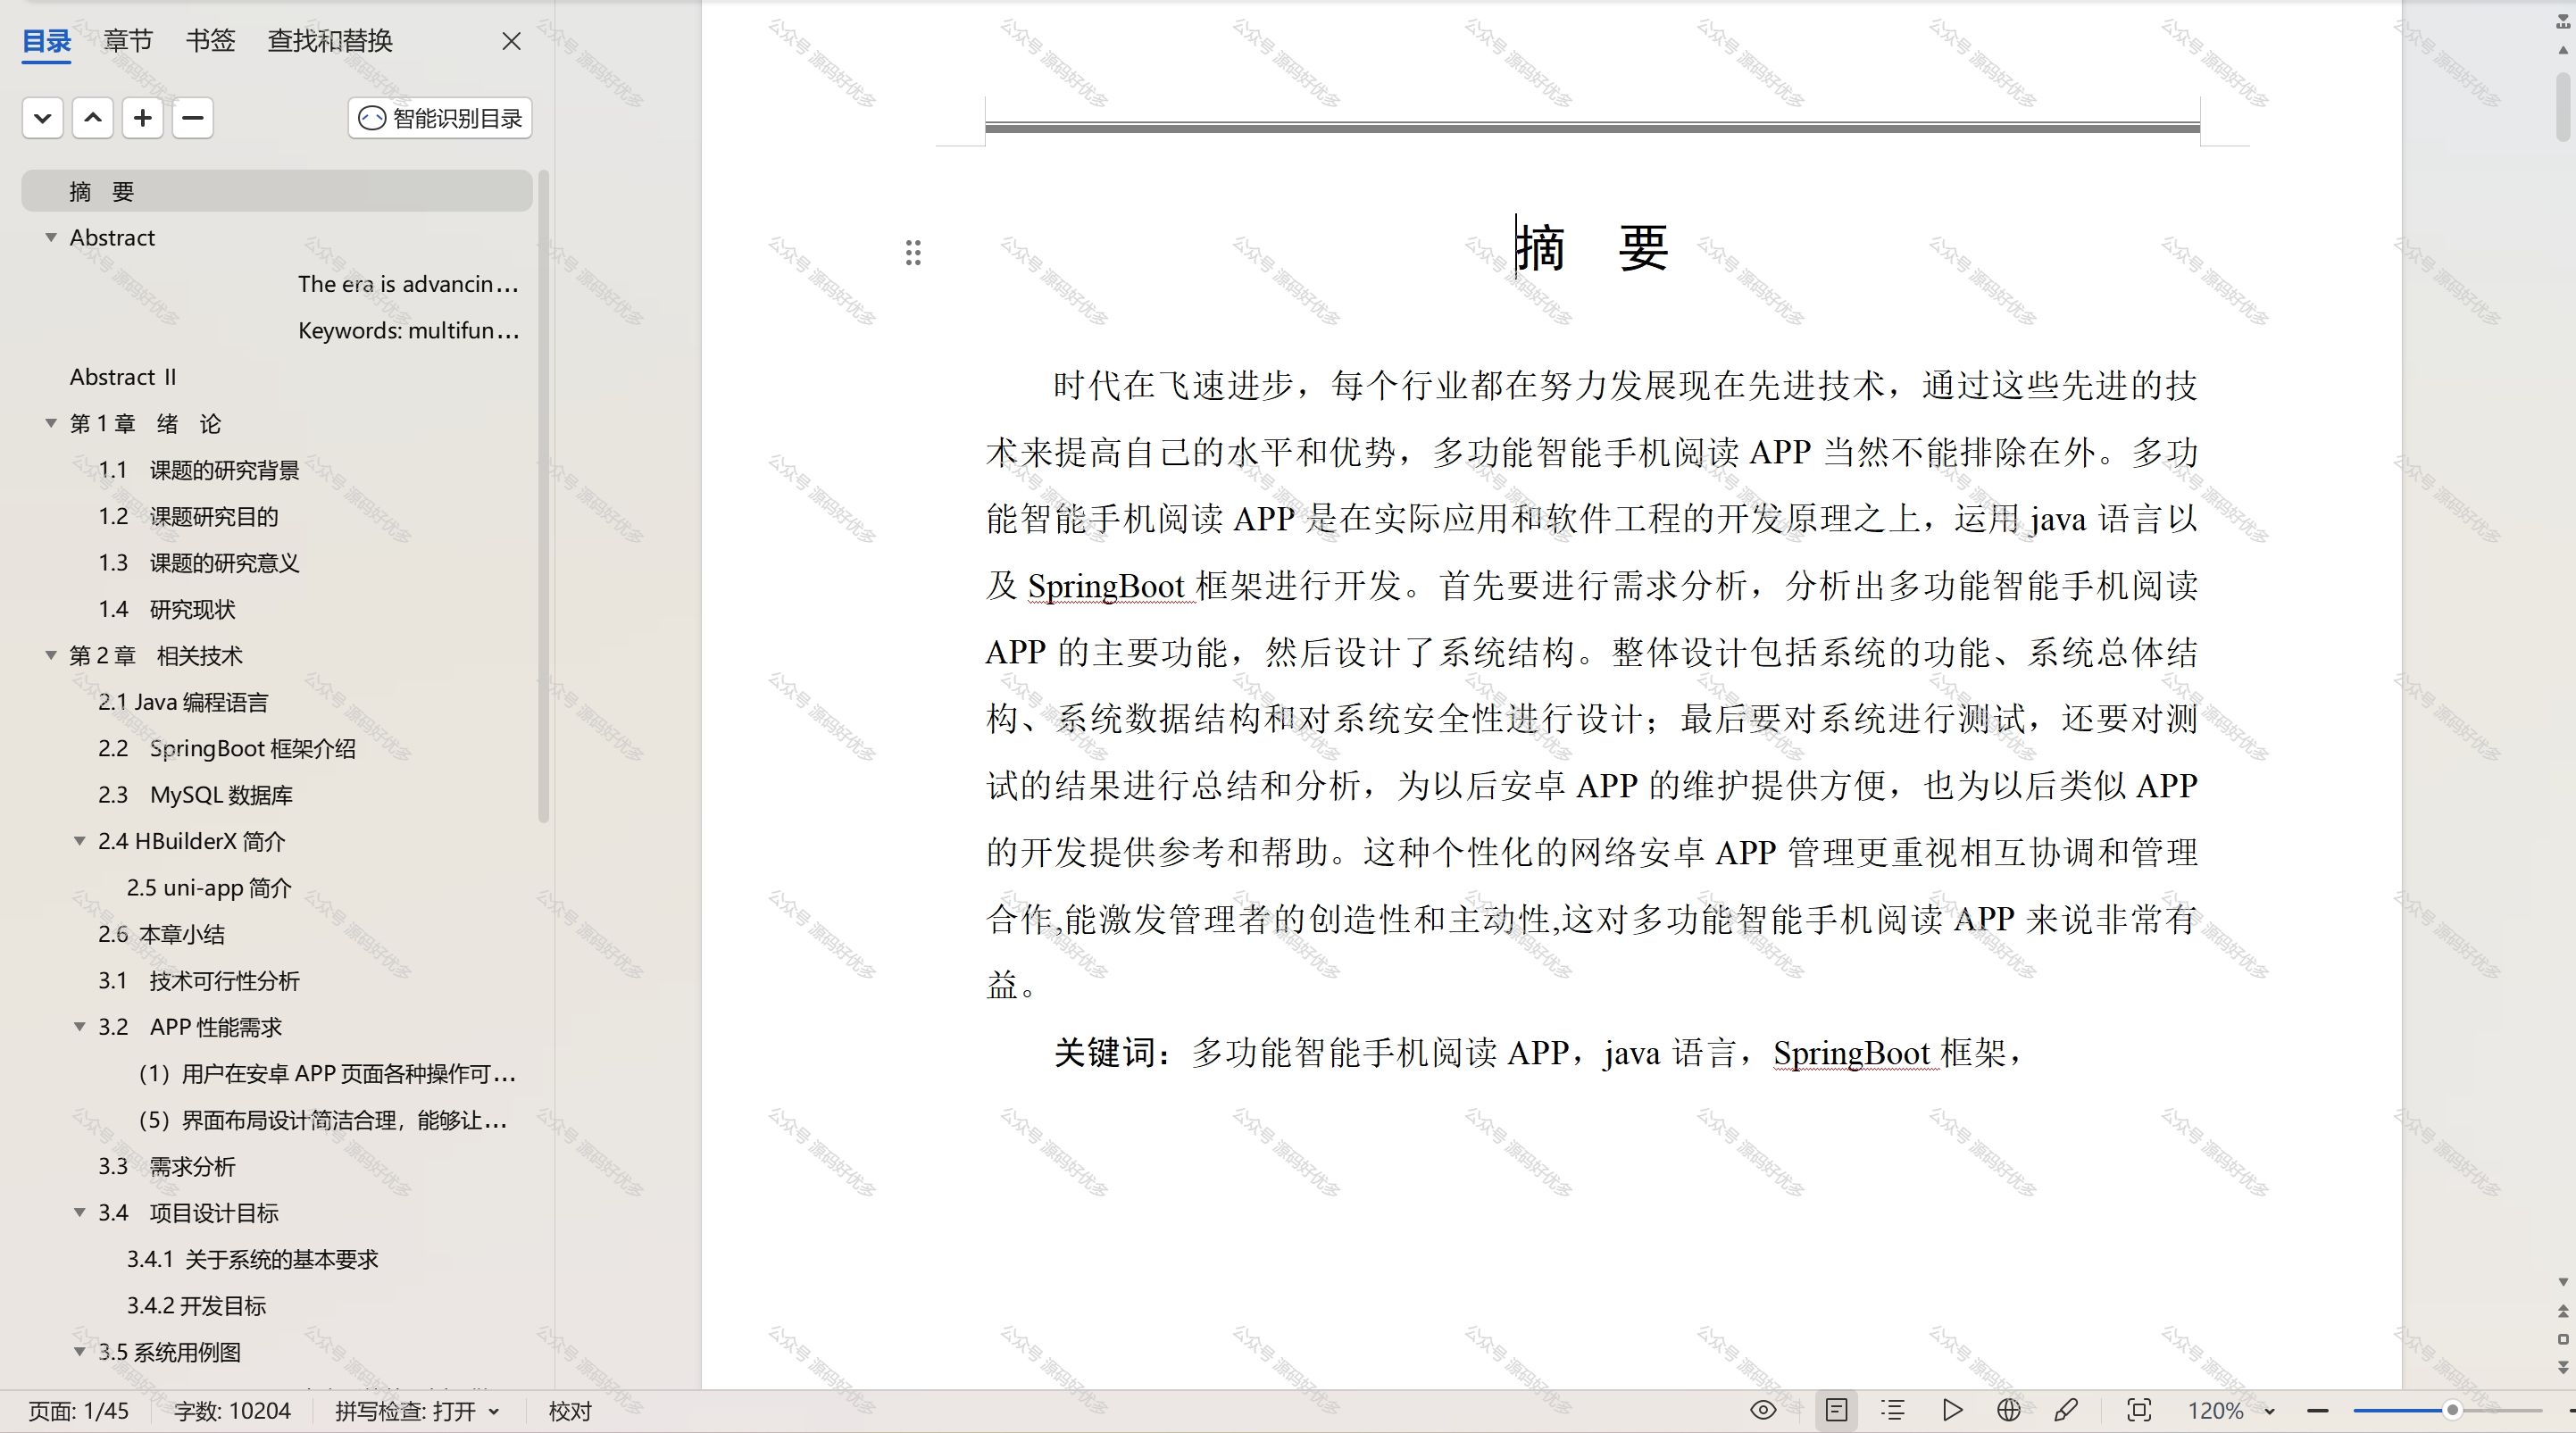 目录 章节 书签 查找和替换
智能识别目录
摘 要
Abstract
The era is advancin...
Keywords: multifun...
Abstract II
第 1 章 绪 论
1.1 课题的研究背景
1.2 课题研究目的
1.3 课题的研究意义
1.4 研究现状
第 2 章 相关技术
2.1 Java 编程语言
2.2 SpringBoot 框架介绍
2.3 MySQL 数据库
2.4 HBuilderX 简介
2.5 uni-app 简介
2.6 本章小结
3.1 技术可行性分析
3.2 APP 性能需求
（1）用户在安卓 APP 页面各种操作可...
（5）界面布局设计简洁合理，能够让...
3.3 需求分析
3.4 项目设计目标
3.4.1 关于系统的基本要求
3.4.2 开发目标
3.5 系统用例图
摘 要
时代在飞速进步，每个行业都在努力发展现在先进技术，通过这些先进的技
术来提高自己的水平和优势，多功能智能手机阅读 APP 当然不能排除在外。多功
能智能手机阅读 APP 是在实际应用和软件工程的开发原理之上，运用 java 语言以
及 SpringBoot 框架进行开发。首先要进行需求分析，分析出多功能智能手机阅读
APP 的主要功能，然后设计了系统结构。整体设计包括系统的功能、系统总体结
构、系统数据结构和对系统安全性进行设计；最后要对系统进行测试，还要对测
试的结果进行总结和分析，为以后安卓 APP 的维护提供方便，也为以后类似 APP
的开发提供参考和帮助。这种个性化的网络安卓 APP 管理更重视相互协调和管理
合作,能激发管理者的创造性和主动性,这对多功能智能手机阅读 APP 来说非常有
益。
关键词：多功能智能手机阅读 APP，java 语言，SpringBoot 框架，
页面: 1/45 字数: 10204 拼写检查: 打开 校对 120%
公众号 源码好优多